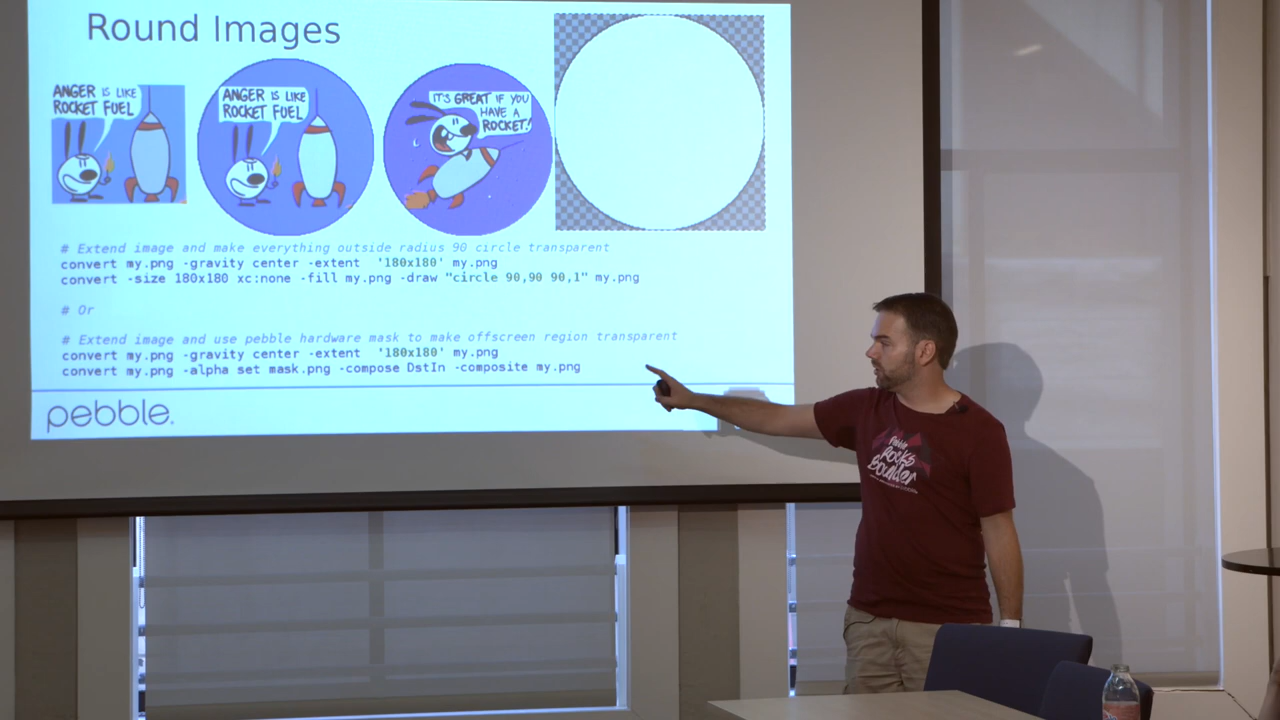 Round Images
ANGER IS LIKE
ROCKET FUEL
ANGER IS LIKE
ROCKET FUEL
IT'S GREAT IF YOU
HAVE A
ROCKET!
# Extend image and make everything outside radius 90 circle transparent
convert my.png -gravity center -extent '180x180' my.png
convert -size 180x180 xc:none -fill my.png -draw "circle 90,90 90,1" my.png
# Or
# Extend image and use pebble hardware mask to make offscreen region transparent
convert my.png -gravity center -extent '180x180' my.png
convert my.png -alpha set mask.png -compose DstIn -composite my.png
pebble.
Rocks
Boulder